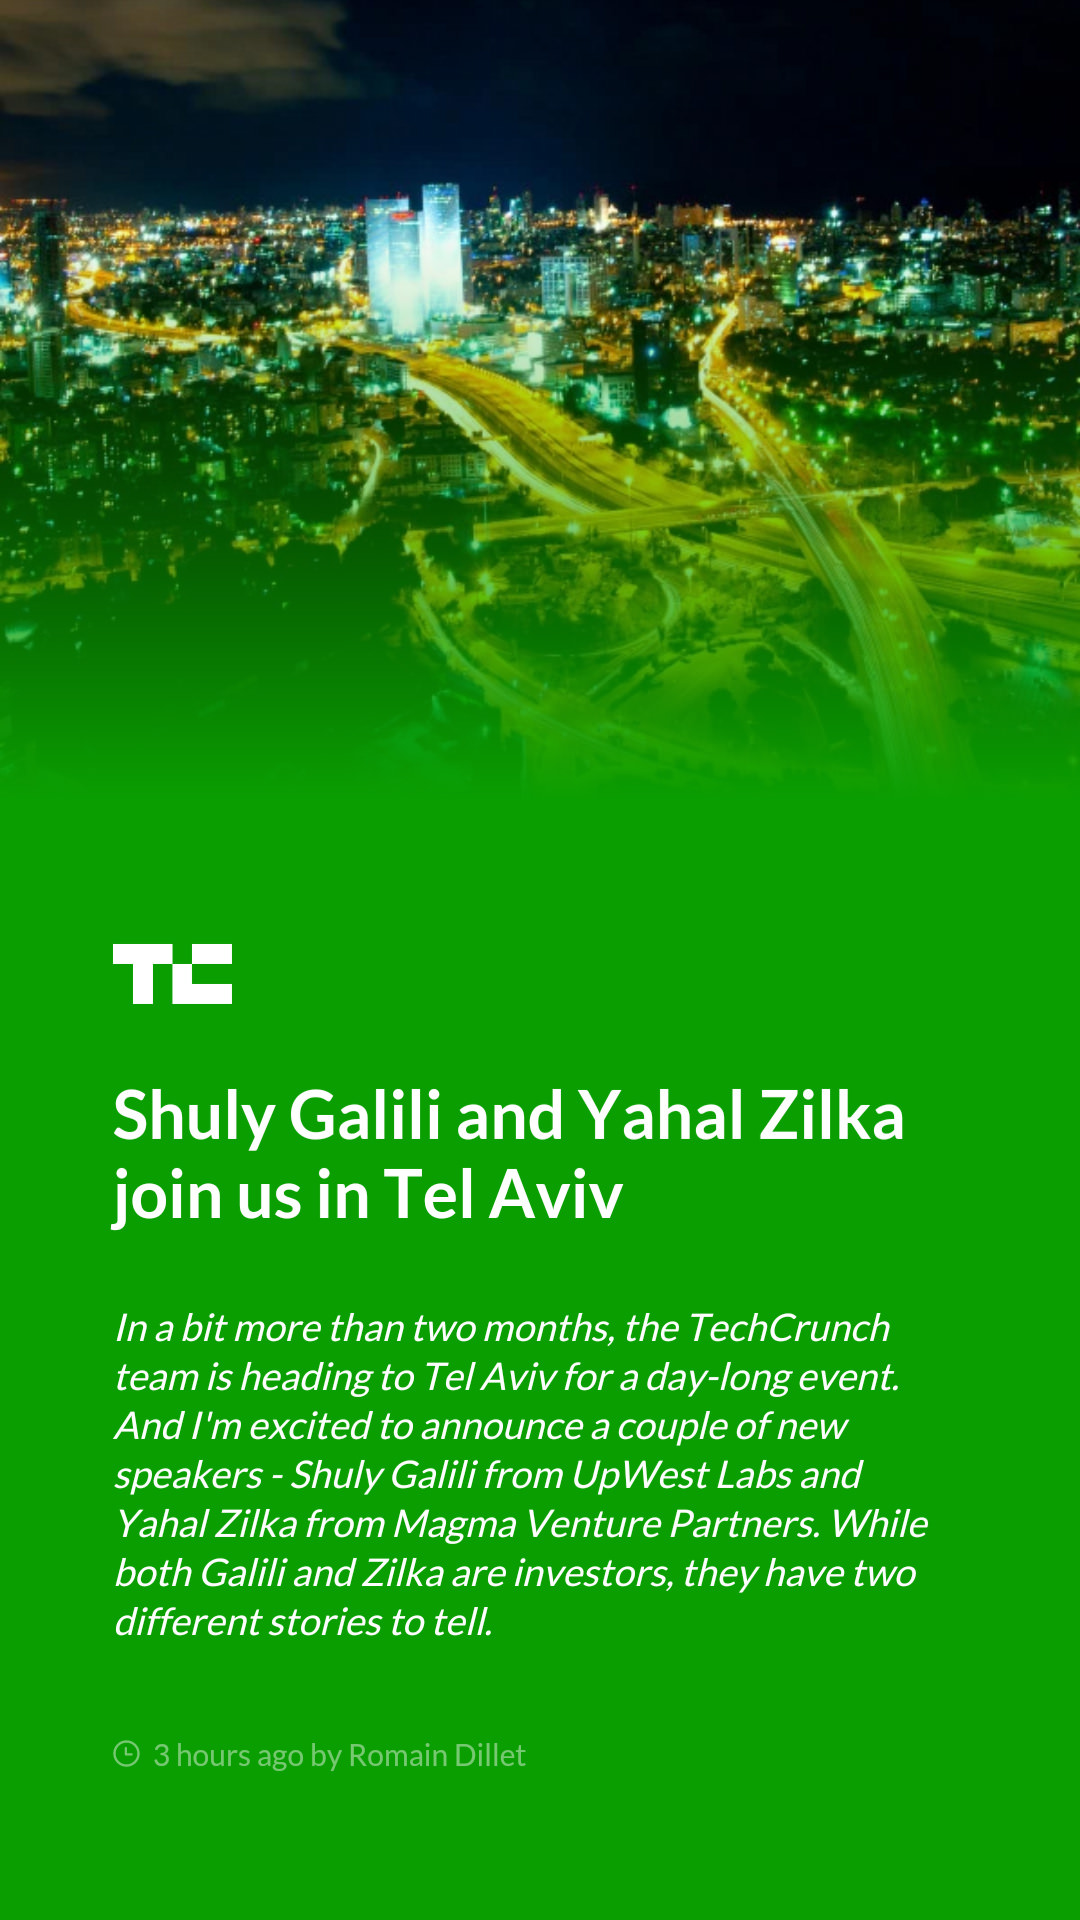 TC
Shuly Galili and Yahal Zilka
join us in Tel Aviv
In a bit more than two months, the TechCrunch
team is heading to Tel Aviv for a day-long event.
And I'm excited to announce a couple of new
speakers - Shuly Galili from UpWest Labs and
Yahal Zilka from Magma Venture Partners. While
both Galili and Zilka are investors, they have two
different stories to tell.
3 hours ago by Romain Dillet